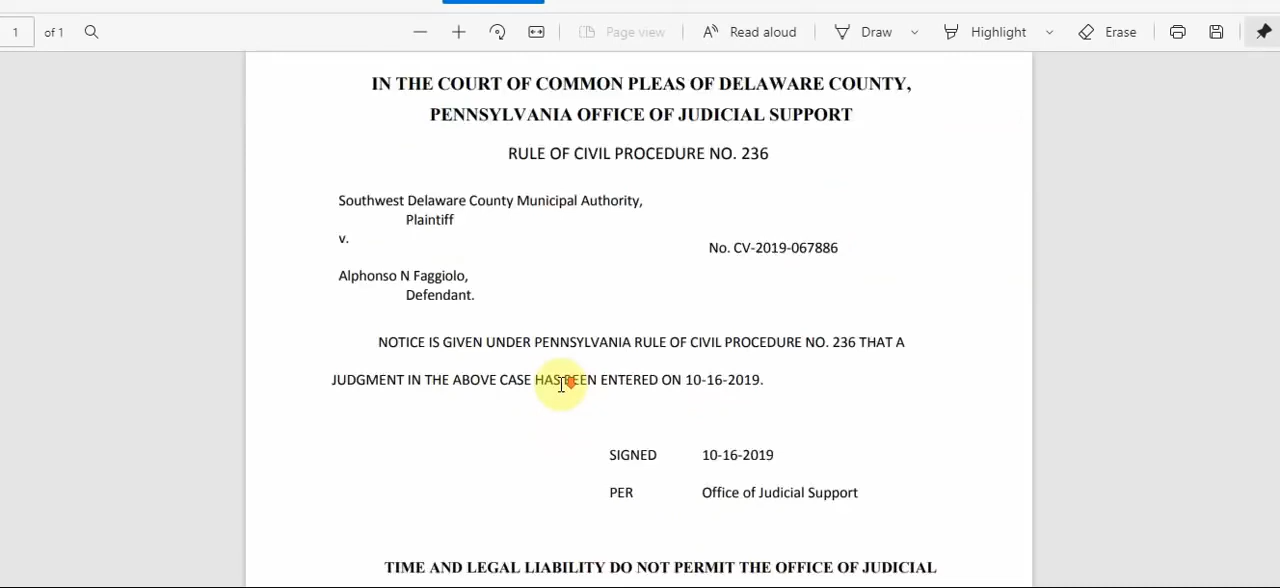 1 of 1 Page view Read aloud Draw Highlight Erase
IN THE COURT OF COMMON PLEAS OF DELAWARE COUNTY,
PENNSYLVANIA OFFICE OF JUDICIAL SUPPORT
RULE OF CIVIL PROCEDURE NO. 236
Southwest Delaware County Municipal Authority,
Plaintiff
v.
No. CV-2019-067886
Alphonso N Faggiolo,
Defendant.
NOTICE IS GIVEN UNDER PENNSYLVANIA RULE OF CIVIL PROCEDURE NO. 236 THAT A
JUDGMENT IN THE ABOVE CASE HAS BEEN ENTERED ON 10-16-2019.
SIGNED 10-16-2019
PER Office of Judicial Support
TIME AND LEGAL LIABILITY DO NOT PERMIT THE OFFICE OF JUDICIAL